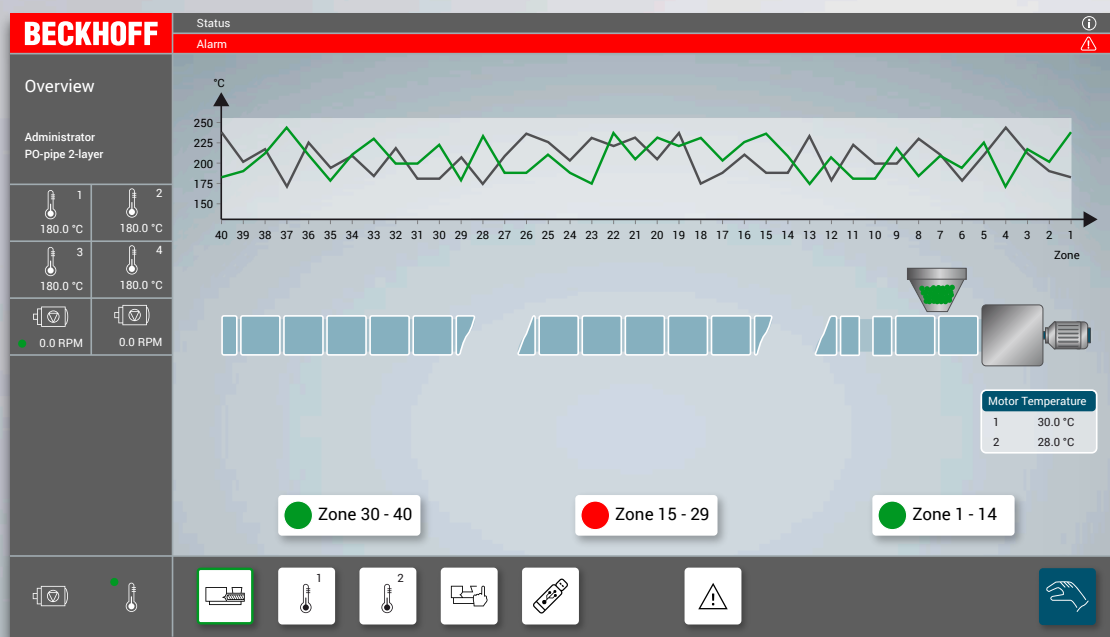 BECKHOFF
Status
Alarm
Overview
Administrator
PO-pipe 2-layer
1
180.0 °C
2
180.0 °C
3
180.0 °C
4
180.0 °C
0.0 RPM
0.0 RPM
°C
250
225
200
175
150
40 39 38 37 36 35 34 33 32 31 30 29 28 27 26 25 24 23 22 21 20 19 18 17 16 15 14 13 12 11 10 9 8 7 6 5 4 3 2 1
Zone
Motor Temperature
1 30.0 °C
2 28.0 °C
Zone 30 - 40
Zone 15 - 29
Zone 1 - 14
1
2